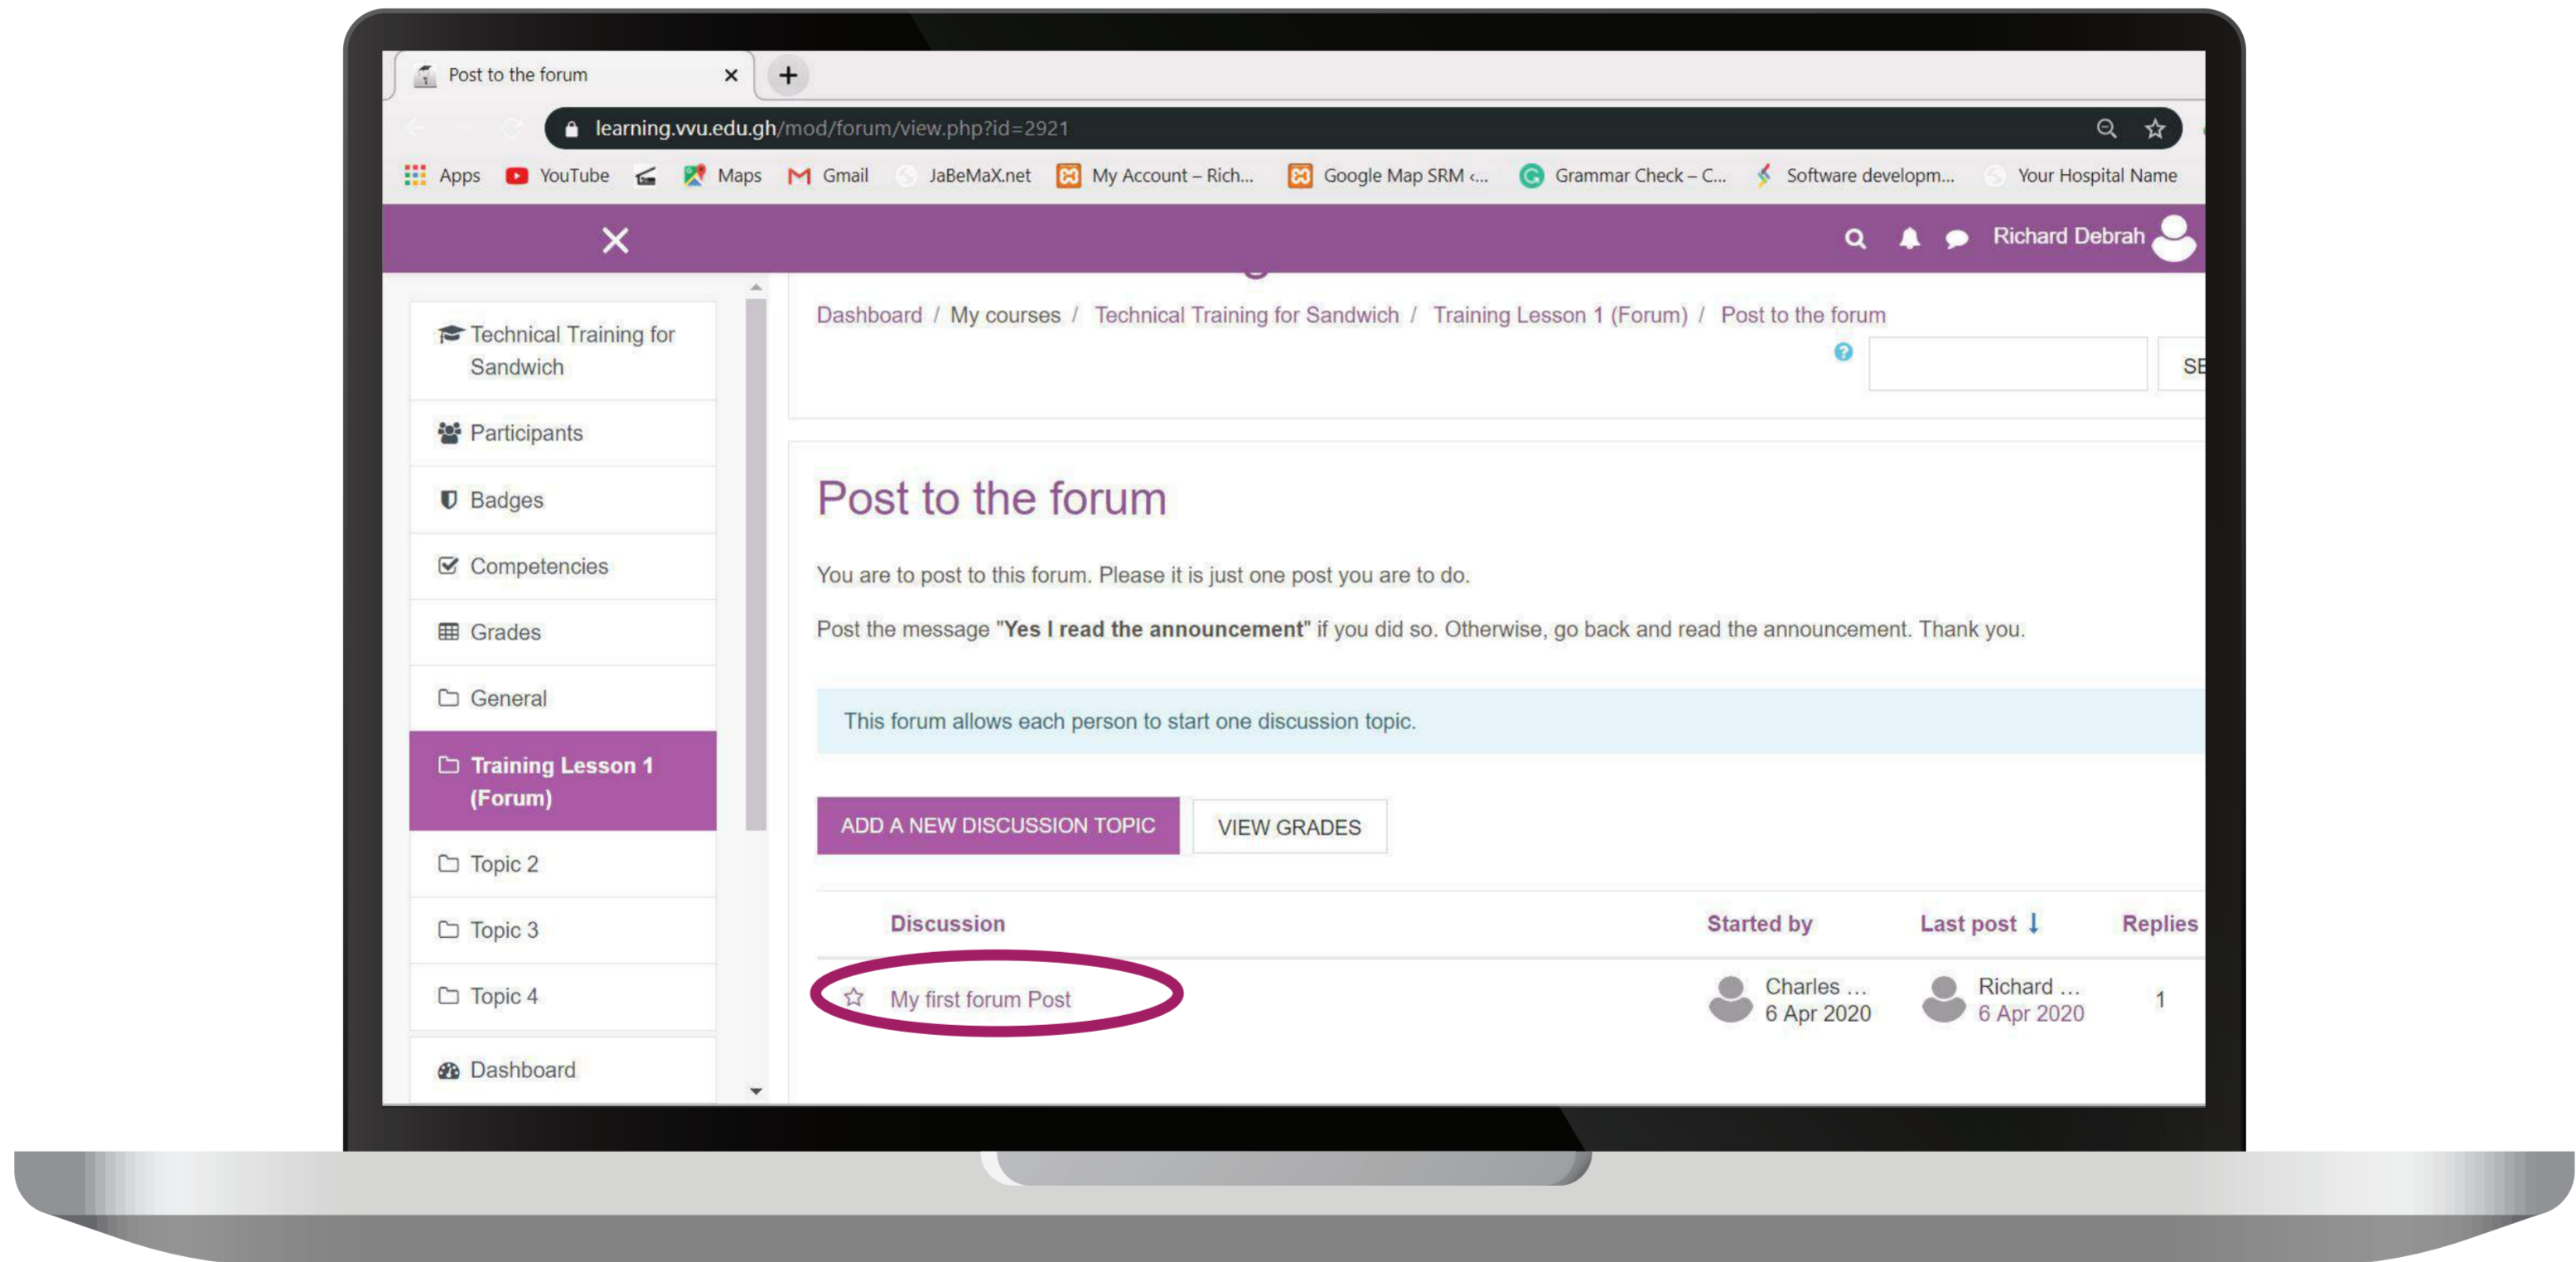 Post to the forum
learning.vvu.edu.gh/mod/forum/view.php?id=2921
Apps YouTube Maps Gmail JaBeMaX.net My Account – Rich... Google Map SRM ‹... Grammar Check – C... Software developm... Your Hospital Name
Richard Debrah
Technical Training for
Sandwich
Participants
Badges
Competencies
Grades
General
Training Lesson 1
(Forum)
Topic 2
Topic 3
Topic 4
Dashboard
Dashboard / My courses / Technical Training for Sandwich / Training Lesson 1 (Forum) / Post to the forum
Post to the forum
You are to post to this forum. Please it is just one post you are to do.
Post the message "Yes I read the announcement" if you did so. Otherwise, go back and read the announcement. Thank you.
This forum allows each person to start one discussion topic.
ADD A NEW DISCUSSION TOPIC VIEW GRADES
Discussion Started by Last post Replies
My first forum Post Charles ... Richard ... 1
6 Apr 2020 6 Apr 2020